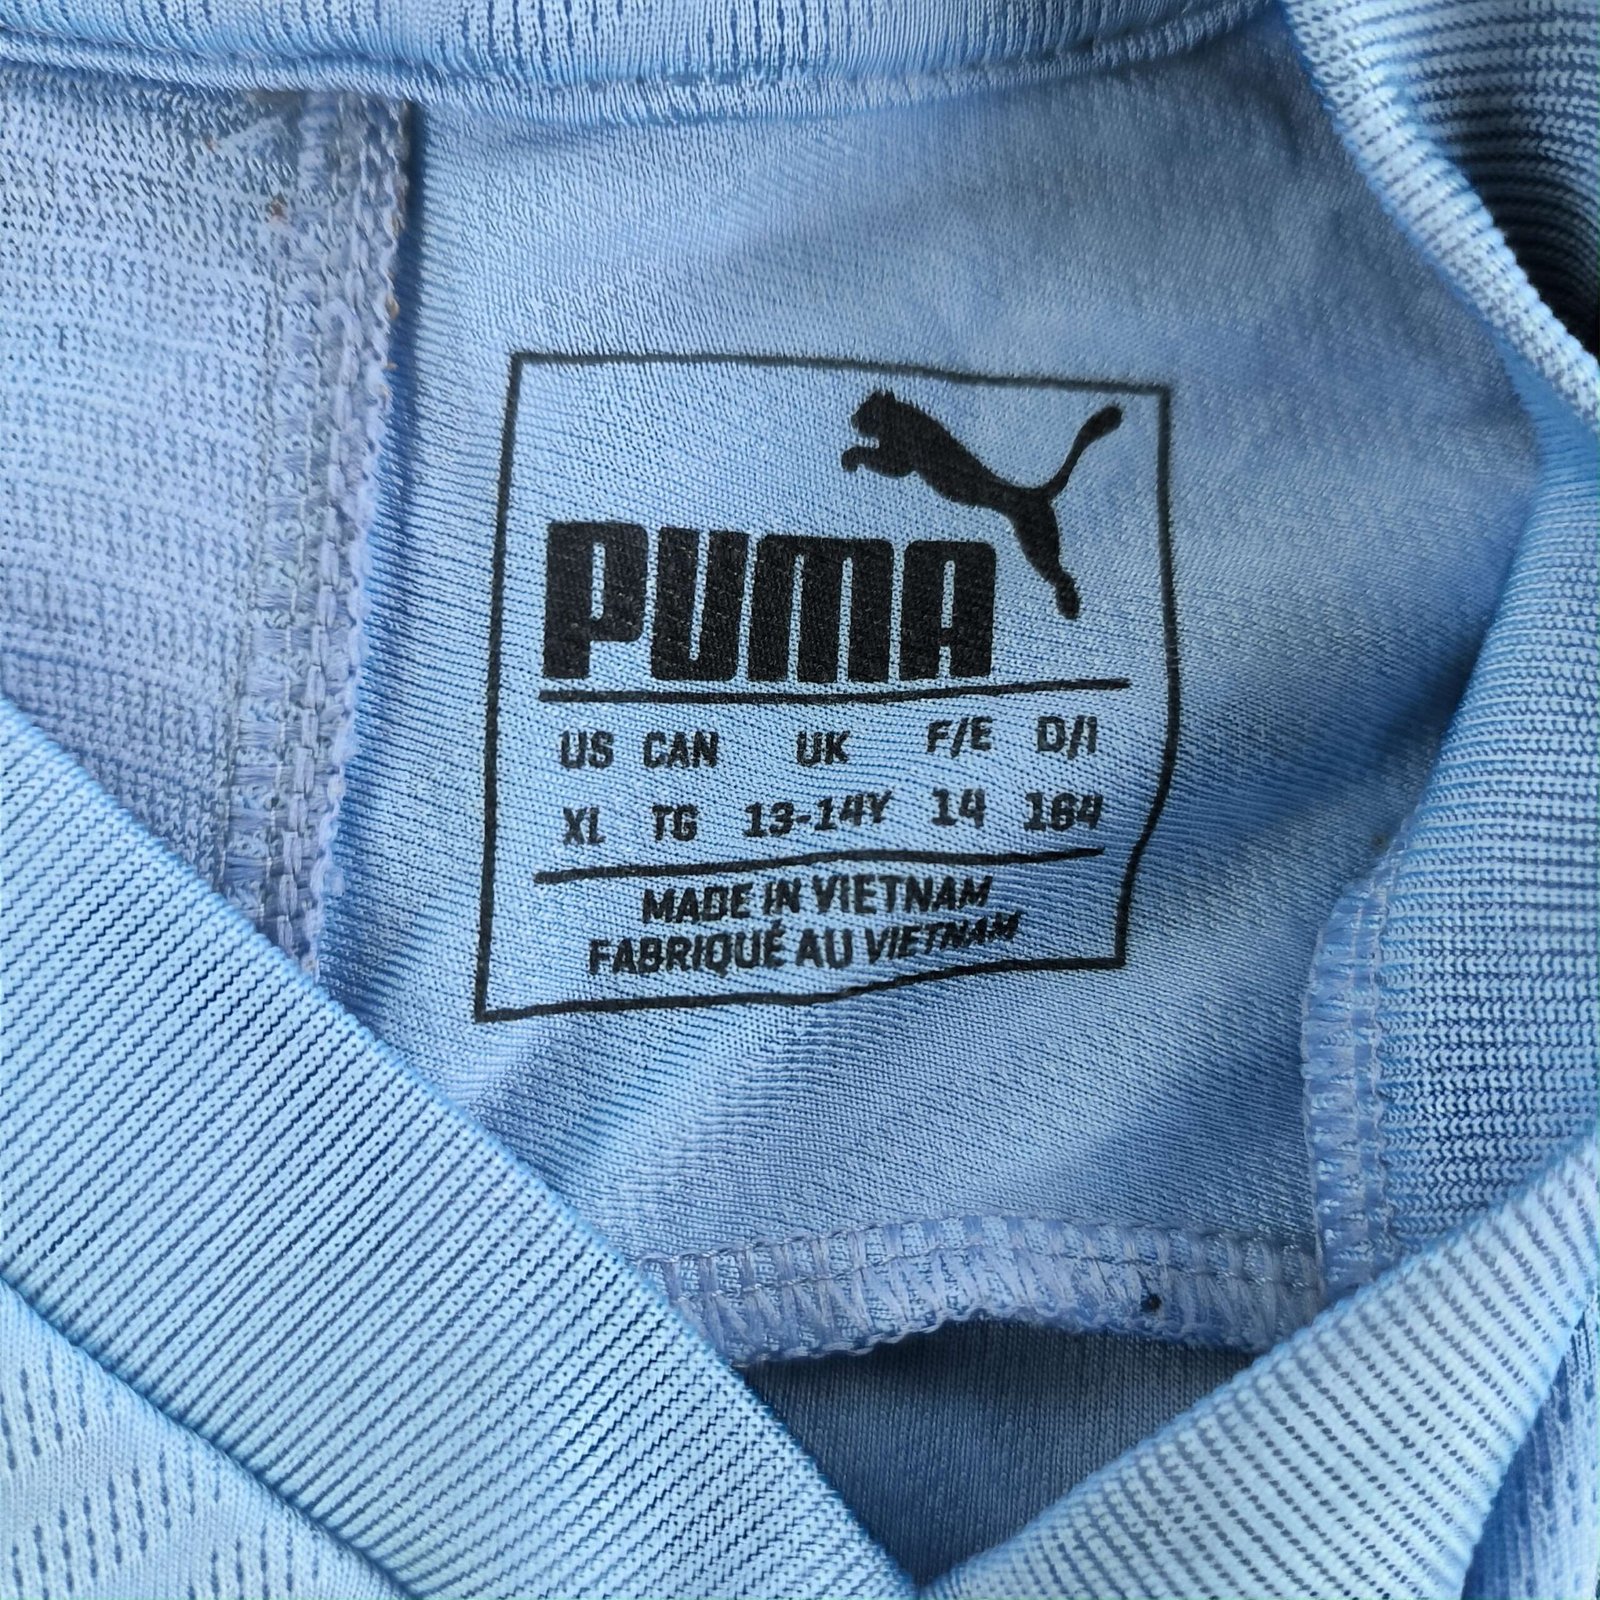 PUMA
US CAN UK F/E D/I
XL TG 13-14Y 14 164
MADE IN VIETNAM
FABRIQUÉ AU VIETNAM